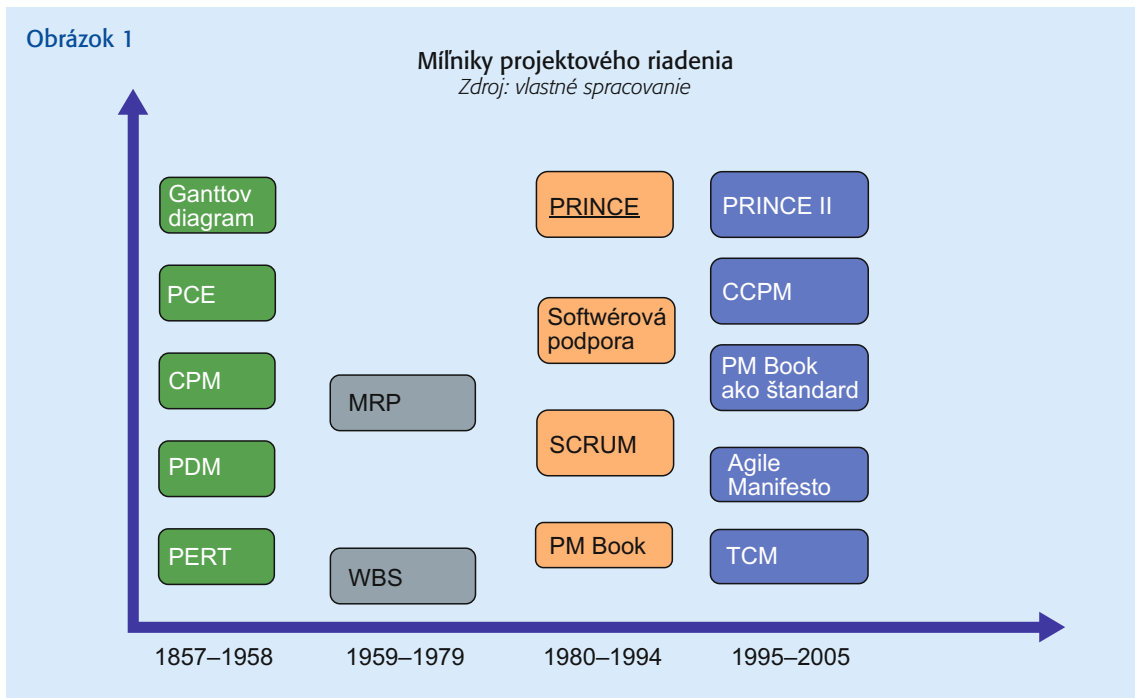 Obrázok 1
Míľniky projektového riadenia
Zdroj: vlastné spracovanie
Ganttov
diagram
PCE
CPM
PDM
PERT
MRP
WBS
PRINCE
Softwérová
podpora
SCRUM
PM Book
PRINCE II
CCPM
PM Book
ako štandard
Agile
Manifesto
TCM
1857–1958
1959–1979
1980–1994
1995–2005